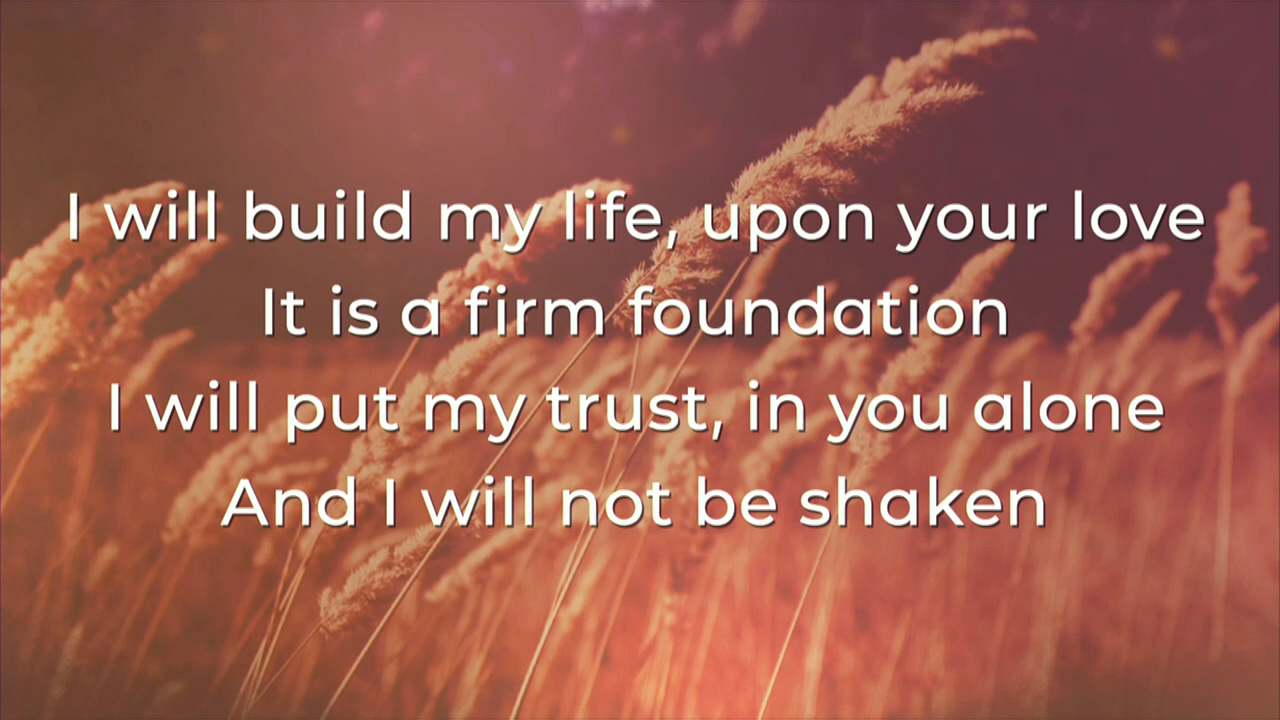 I will build my life, upon your love
It is a firm foundation
I will put my trust, in you alone
And I will not be shaken